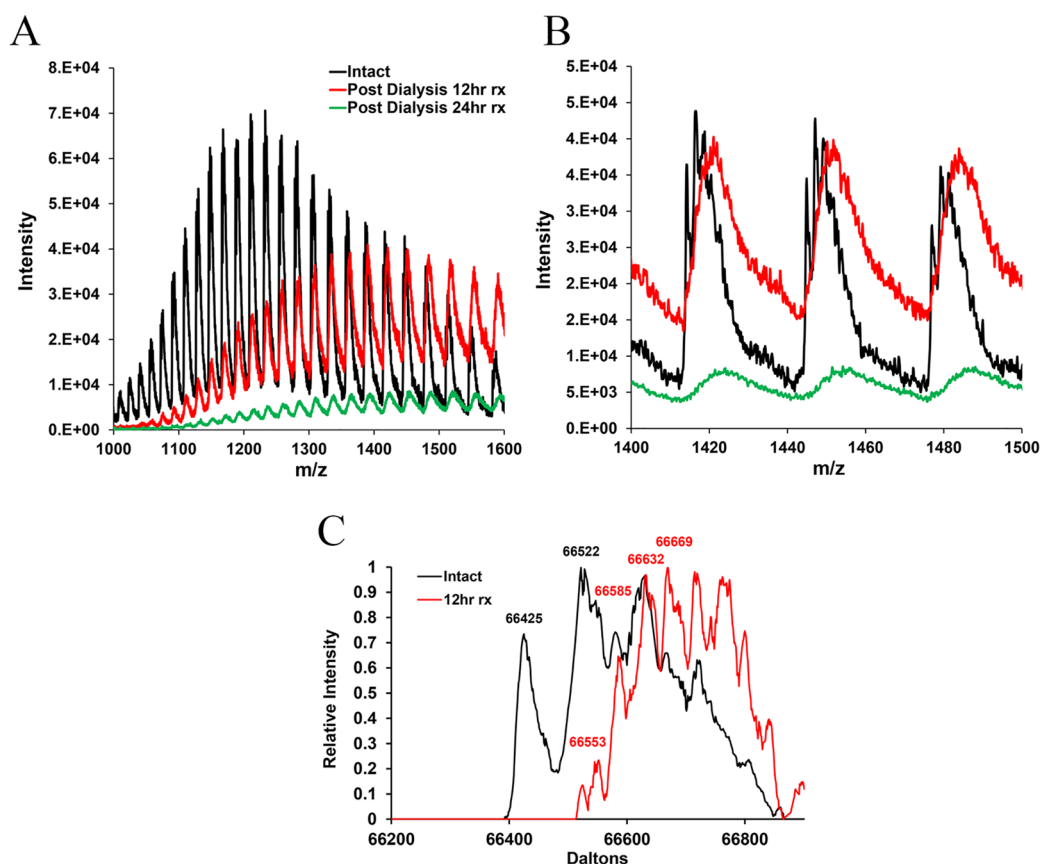 A
8.E+04
7.E+04
6.E+04
5.E+04
4.E+04
3.E+04
2.E+04
1.E+04
0.E+00
Intensity
Intact
Post Dialysis 12hr rx
Post Dialysis 24hr rx
1000 1100 1200 1300 1400 1500 1600
m/z
B
5.E+04
5.E+04
4.E+04
4.E+04
3.E+04
3.E+04
2.E+04
2.E+04
1.E+04
5.E+03
0.E+00
Intensity
1400 1420 1440 1460 1480 1500
m/z
C
1
0.9
0.8
0.7
0.6
0.5
0.4
0.3
0.2
0.1
0
Relative Intensity
Intact
12hr rx
66425
66522
66553
66585
66632
66669
66200 66400 66600 66800
Daltons